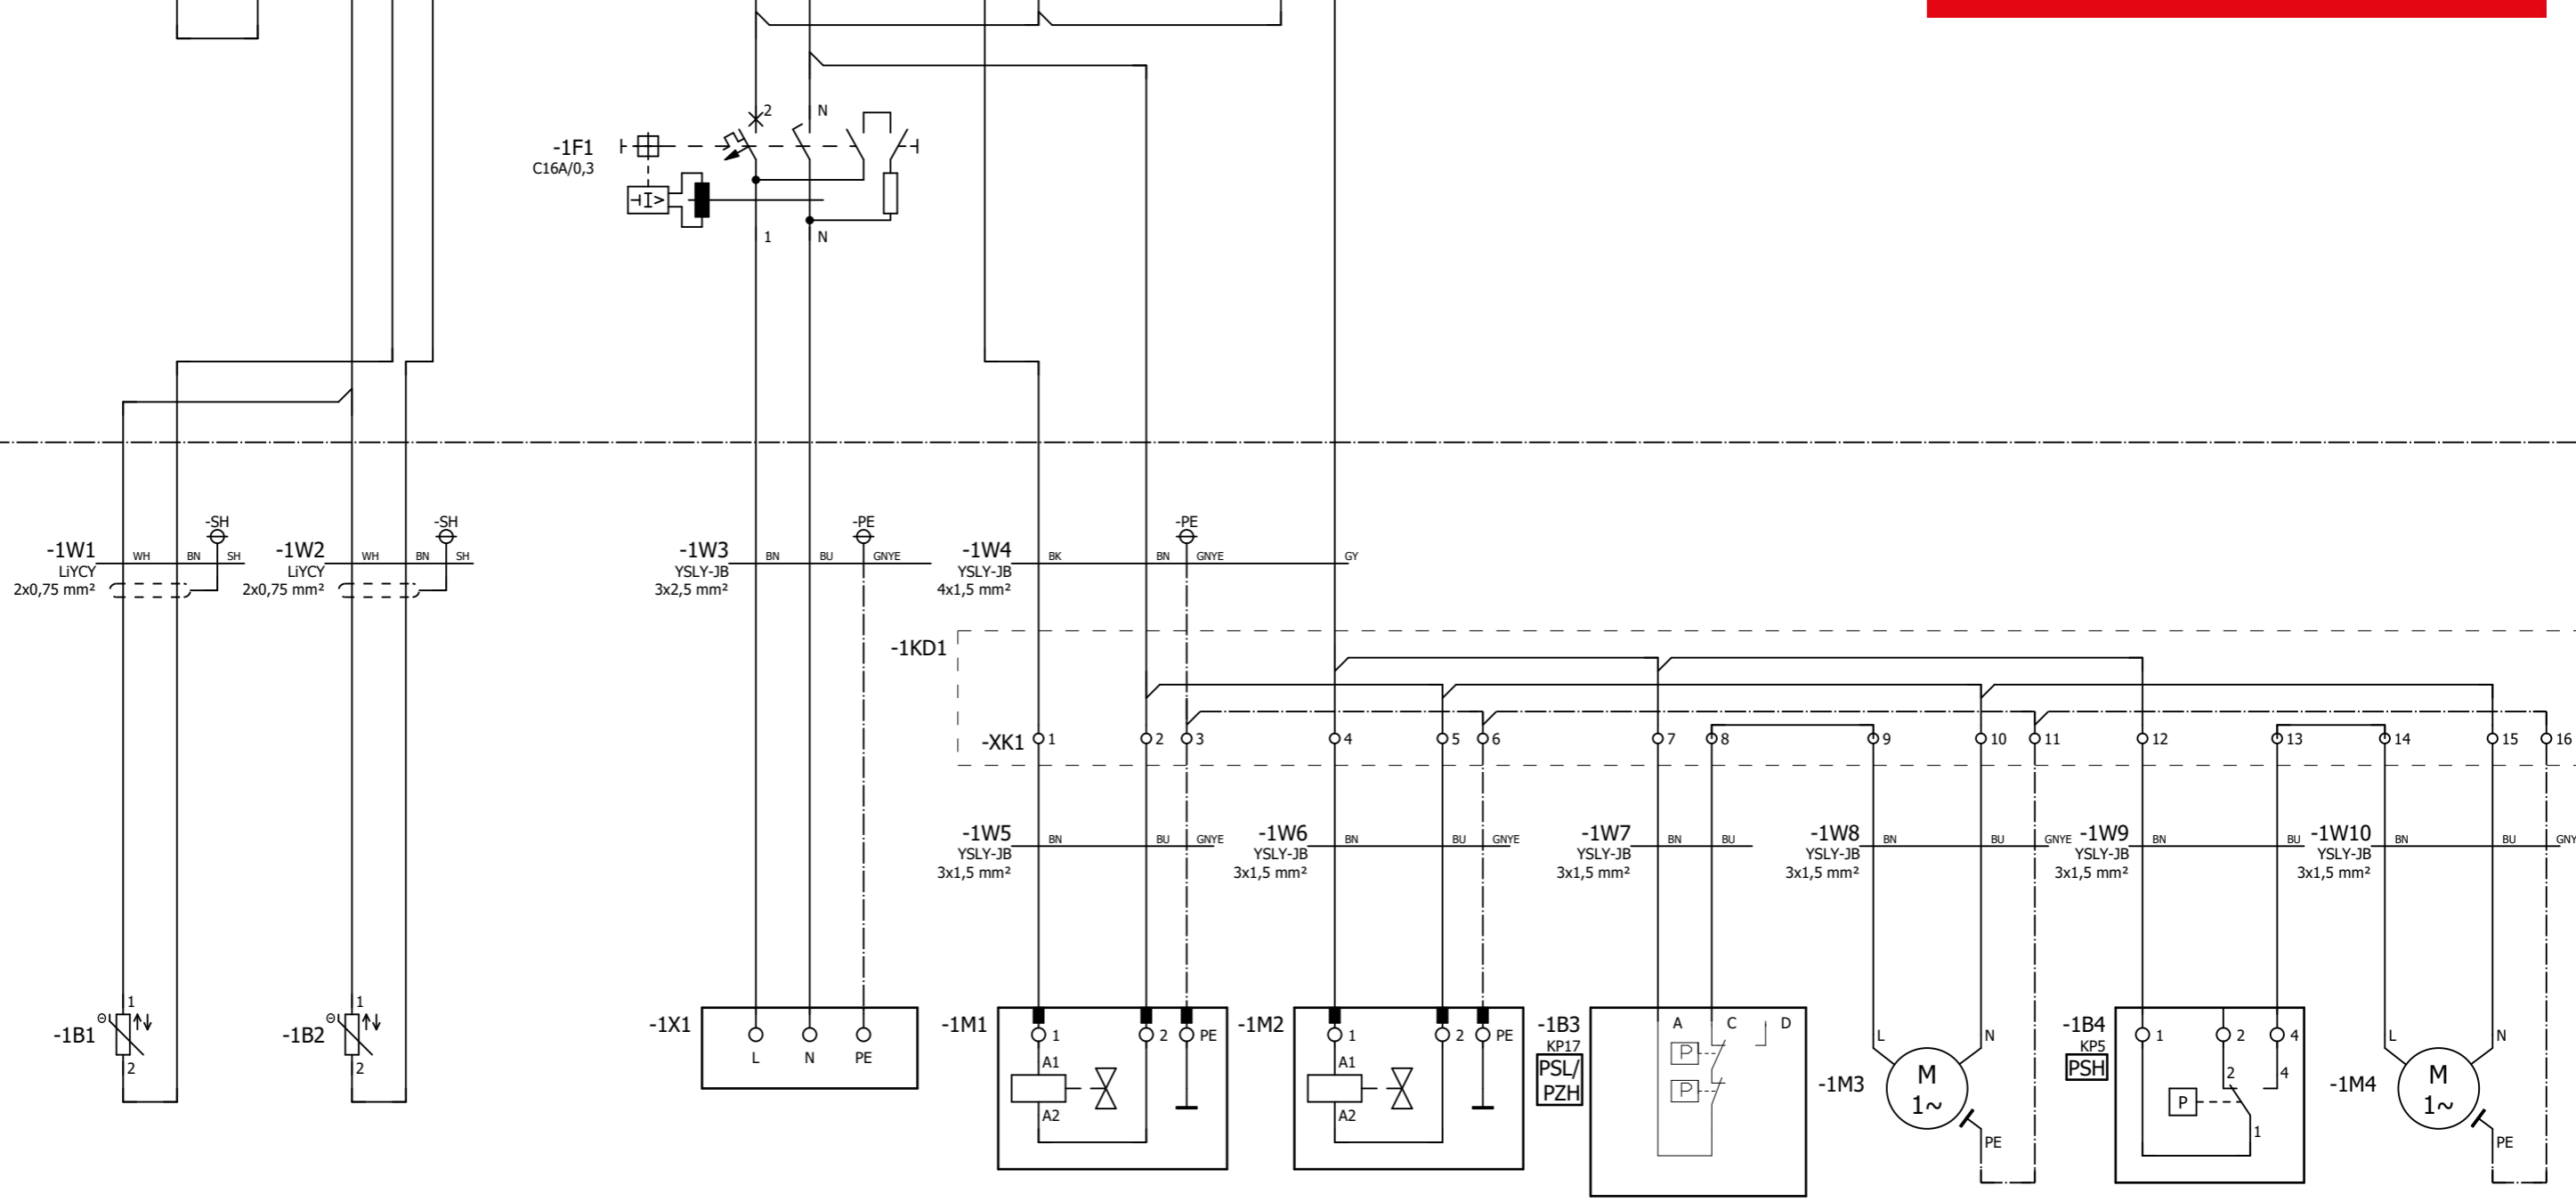 2 N
-1F1
C16A/0,3
I>
1 N
-SH -SH -PE -PE
-1W1 WH BN SH -1W2 WH BN SH -1W3 BN BU GNYE -1W4 BK BN GNYE GY
LiYCY LiYCY YSLY-JB YSLY-JB
2x0,75 mm² 2x0,75 mm² 3x2,5 mm² 4x1,5 mm²
-1KD1
-XK1 1 2 3 4 5 6 7 8 9 10 11 12 13 14 15 16
-1W5 BN BU GNYE -1W6 BN BU GNYE -1W7 BN BU -1W8 BN BU GNYE -1W9 BN BU -1W10 BN BU GNY
YSLY-JB YSLY-JB YSLY-JB YSLY-JB YSLY-JB YSLY-JB
3x1,5 mm² 3x1,5 mm² 3x1,5 mm² 3x1,5 mm² 3x1,5 mm² 3x1,5 mm²
-1B1 1 2
-1B2 1 2
-1X1 L N PE
-1M1 1 2 PE
A1
A2
-1M2 1 2 PE
A1
A2
-1B3 A C D
KP17
PSL/
PZH
P
P
-1M3 L N
M
1~
PE
-1B4 1 2 4
KP5
PSH
2 4
P
1
-1M4 L N
M
1~
PE